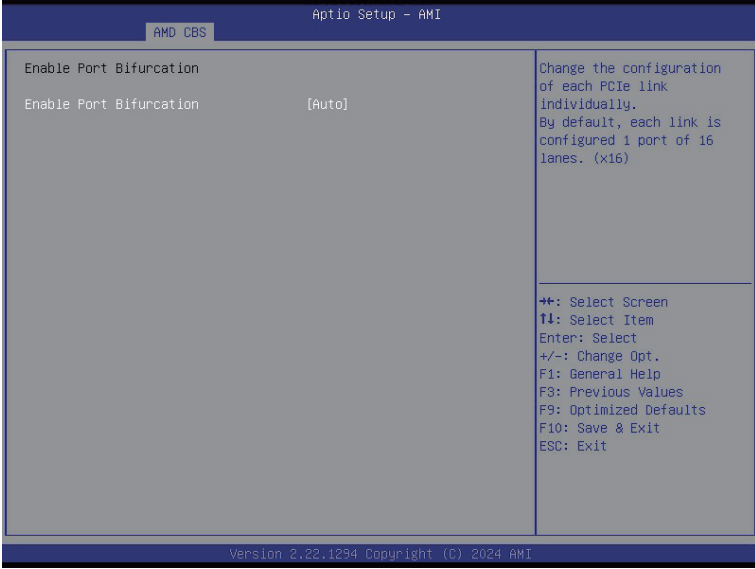 Aptio Setup – AMI
AMD CBS
Enable Port Bifurcation
Enable Port Bifurcation [Auto]
Change the configuration
of each PCIe link
individually.
By default, each link is
configured 1 port of 16
lanes. (x16)
→←: Select Screen
↑↓: Select Item
Enter: Select
+/-: Change Opt.
F1: General Help
F3: Previous Values
F9: Optimized Defaults
F10: Save & Exit
ESC: Exit
Version 2.22.1294 Copyright (C) 2024 AMI